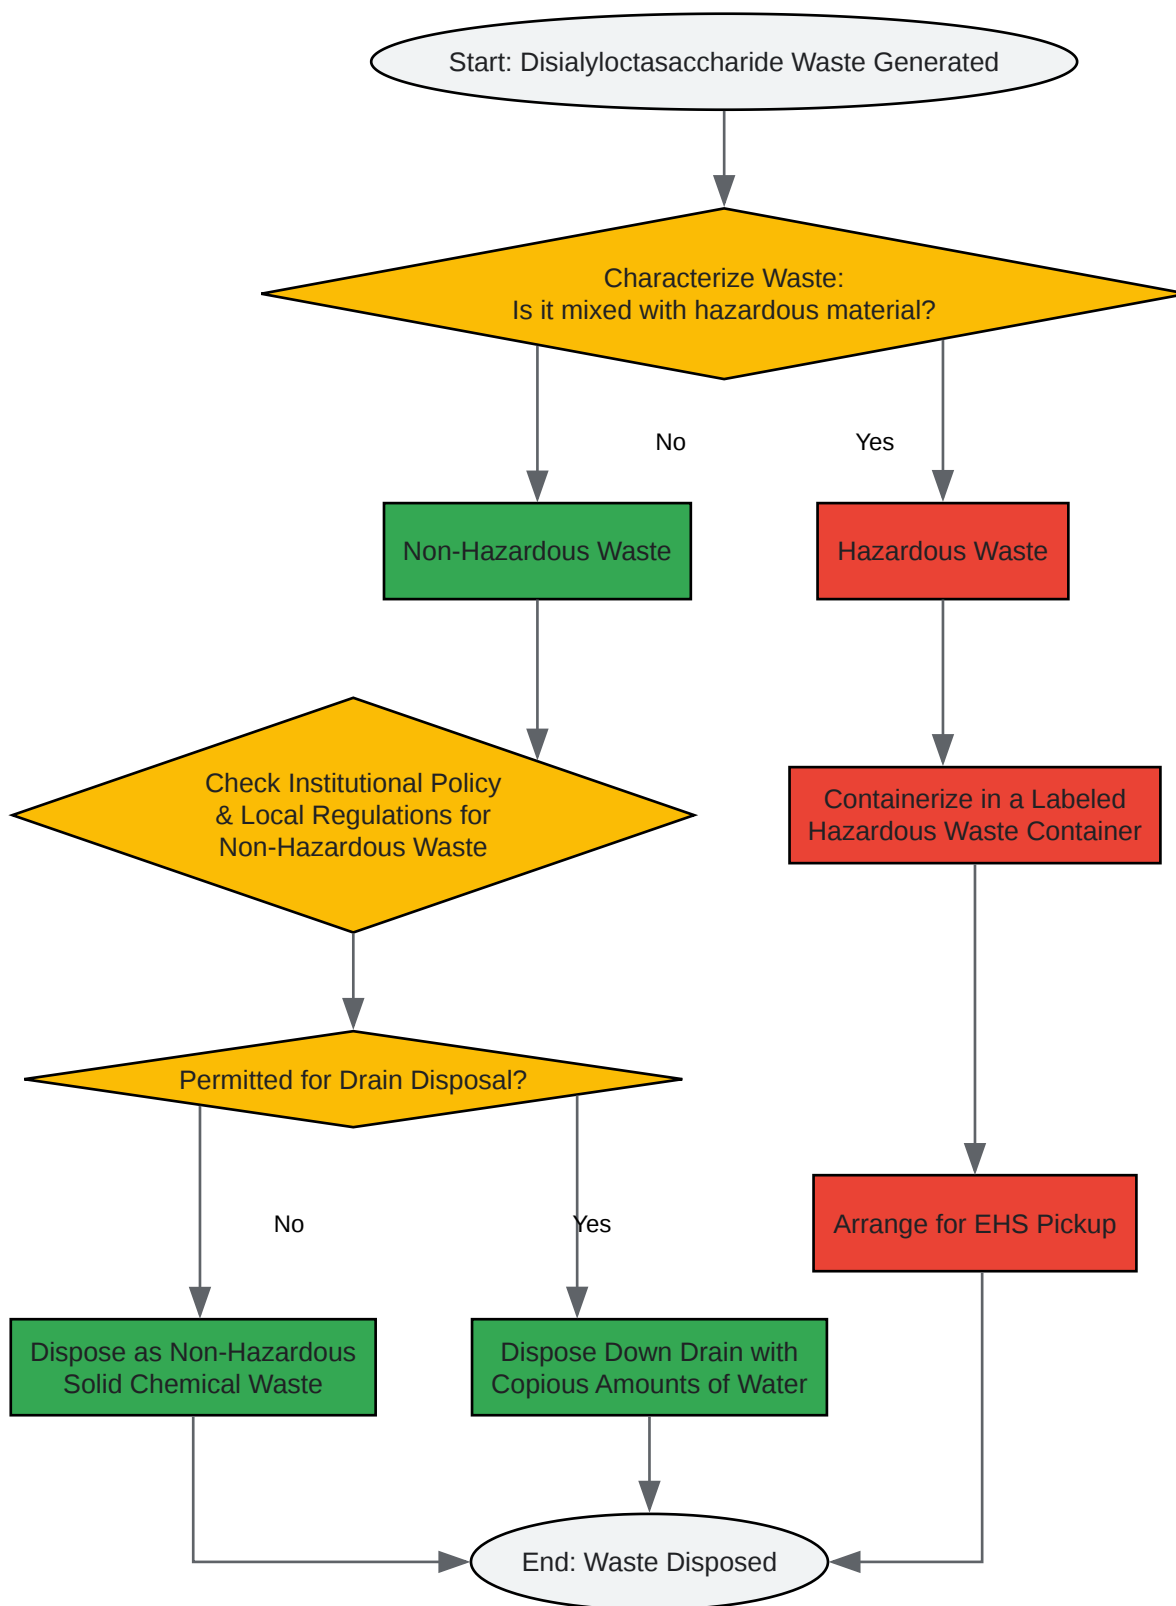 Start: Disialyloctasaccharide Waste Generated
Characterize Waste:
Is it mixed with hazardous material?
No
Yes
Non-Hazardous Waste
Hazardous Waste
Check Institutional Policy
& Local Regulations for
Non-Hazardous Waste
Containerize in a Labeled
Hazardous Waste Container
Permitted for Drain Disposal?
No
Yes
Arrange for EHS Pickup
Dispose as Non-Hazardous
Solid Chemical Waste
Dispose Down Drain with
Copious Amounts of Water
End: Waste Disposed